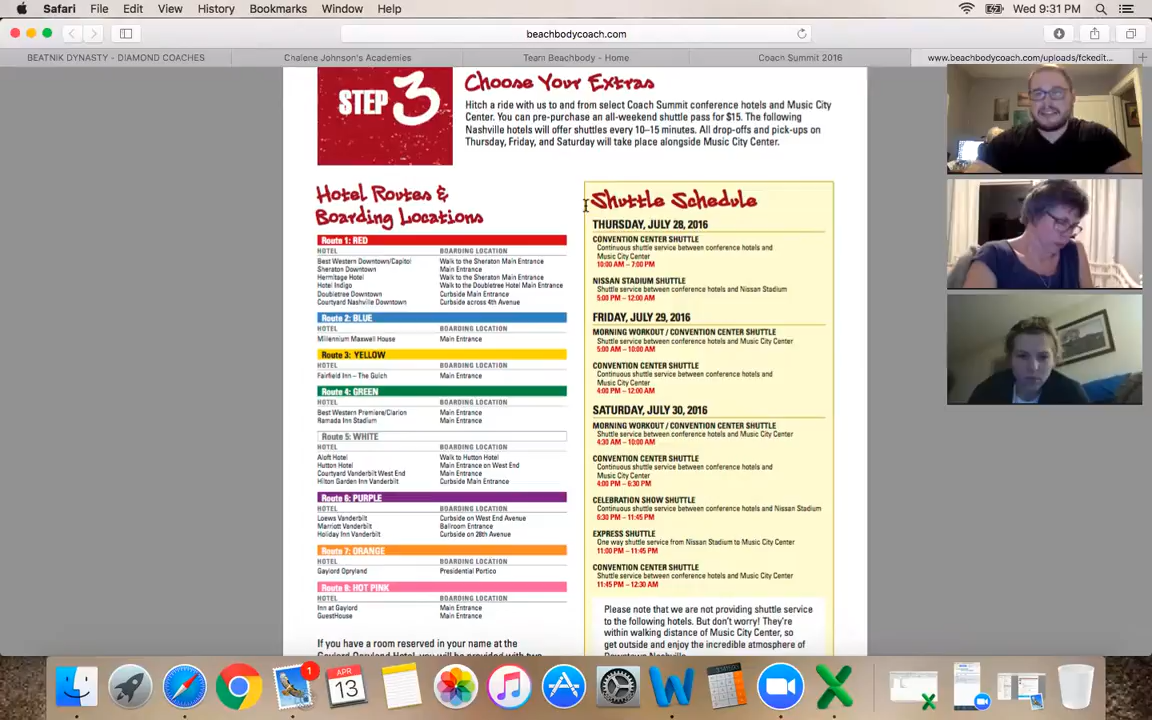 Safari File Edit View History Bookmarks Window Help
Wed 9:31 PM
beachbodycoach.com
BEATNIK DYNASTY - DIAMOND COACHES
Chalene Johnson's Academies
Team Beachbody - Home
Coach Summit 2016
www.beachbodycoach.com/uploads/fckedit...
STEP 3
Choose Your Extras
Hitch a ride with us to and from select Coach Summit conference hotels and Music City
Center. You can pre-purchase an all-weekend shuttle pass for $15. The following
Nashville hotels will offer shuttles every 10–15 minutes. All drop-offs and pick-ups on
Thursday, Friday, and Saturday will take place alongside Music City Center.
Hotel Routes &
Boarding Locations
Route 1: RED
HOTEL BOARDING LOCATION
Best Western Downtown/Capitol Walk to the Sheraton Main Entrance
Sheraton Downtown Main Entrance
Hermitage Hotel Walk to the Sheraton Main Entrance
Hotel Indigo Walk to the Doubletree Hotel Main Entrance
Doubletree Downtown Curbside Main Entrance
Courtyard Nashville Downtown Curbside across 4th Avenue
Route 2: BLUE
HOTEL BOARDING LOCATION
Millennium Maxwell House Main Entrance
Route 3: YELLOW
HOTEL BOARDING LOCATION
Fairfield Inn – The Gulch Main Entrance
Route 4: GREEN
HOTEL BOARDING LOCATION
Best Western Premiere/Clarion Main Entrance
Ramada Inn Stadium Main Entrance
Route 5: WHITE
HOTEL BOARDING LOCATION
Aloft Hotel Walk to Hutton Hotel
Hutton Hotel Main Entrance on West End
Courtyard Vanderbilt West End Main Entrance
Hilton Garden Inn Vanderbilt Curbside Main Entrance
Route 6: PURPLE
HOTEL BOARDING LOCATION
Loews Vanderbilt Curbside on West End Avenue
Marriott Vanderbilt Ballroom Entrance
Holiday Inn Vanderbilt Curbside on 28th Avenue
Route 7: ORANGE
HOTEL BOARDING LOCATION
Gaylord Opryland Presidential Portico
HOT PINK
HOTEL BOARDING LOCATION
Inn at Gaylord Main Entrance
GuestHouse Main Entrance
If you have a room reserved in your name at the
Gaylord Opryland Hotel, you will be provided with two
Shuttle Schedule
THURSDAY, JULY 28, 2016
CONVENTION CENTER SHUTTLE
Continuous shuttle service between conference hotels and
Music City Center
10:00 AM – 7:00 PM
NISSAN STADIUM SHUTTLE
Shuttle service between conference hotels and Nissan Stadium
5:00 PM – 12:00 AM
FRIDAY, JULY 29, 2016
MORNING WORKOUT / CONVENTION CENTER SHUTTLE
Shuttle service between conference hotels and Music City Center
5:00 AM – 10:00 AM
CONVENTION CENTER SHUTTLE
Continuous shuttle service between conference hotels and
Music City Center
4:00 PM – 12:00 AM
SATURDAY, JULY 30, 2016
MORNING WORKOUT / CONVENTION CENTER SHUTTLE
Shuttle service between conference hotels and Music City Center
4:30 AM – 10:00 AM
CONVENTION CENTER SHUTTLE
Continuous shuttle service between conference hotels and
Music City Center
4:00 PM – 6:30 PM
CELEBRATION SHOW SHUTTLE
Continuous shuttle service between conference hotels and Nissan Stadium
6:30 PM – 11:45 PM
EXPRESS SHUTTLE
One way shuttle service from Nissan Stadium to Music City Center
11:00 PM – 11:45 PM
CONVENTION CENTER SHUTTLE
Shuttle service between conference hotels and Music City Center
11:45 PM – 12:30 AM
Please note that we are not providing shuttle service
to the following hotels. But don't worry! They're
within walking distance of Music City Center, so
get outside and enjoy the incredible atmosphere of
Downtown Nashville
1
APR
13